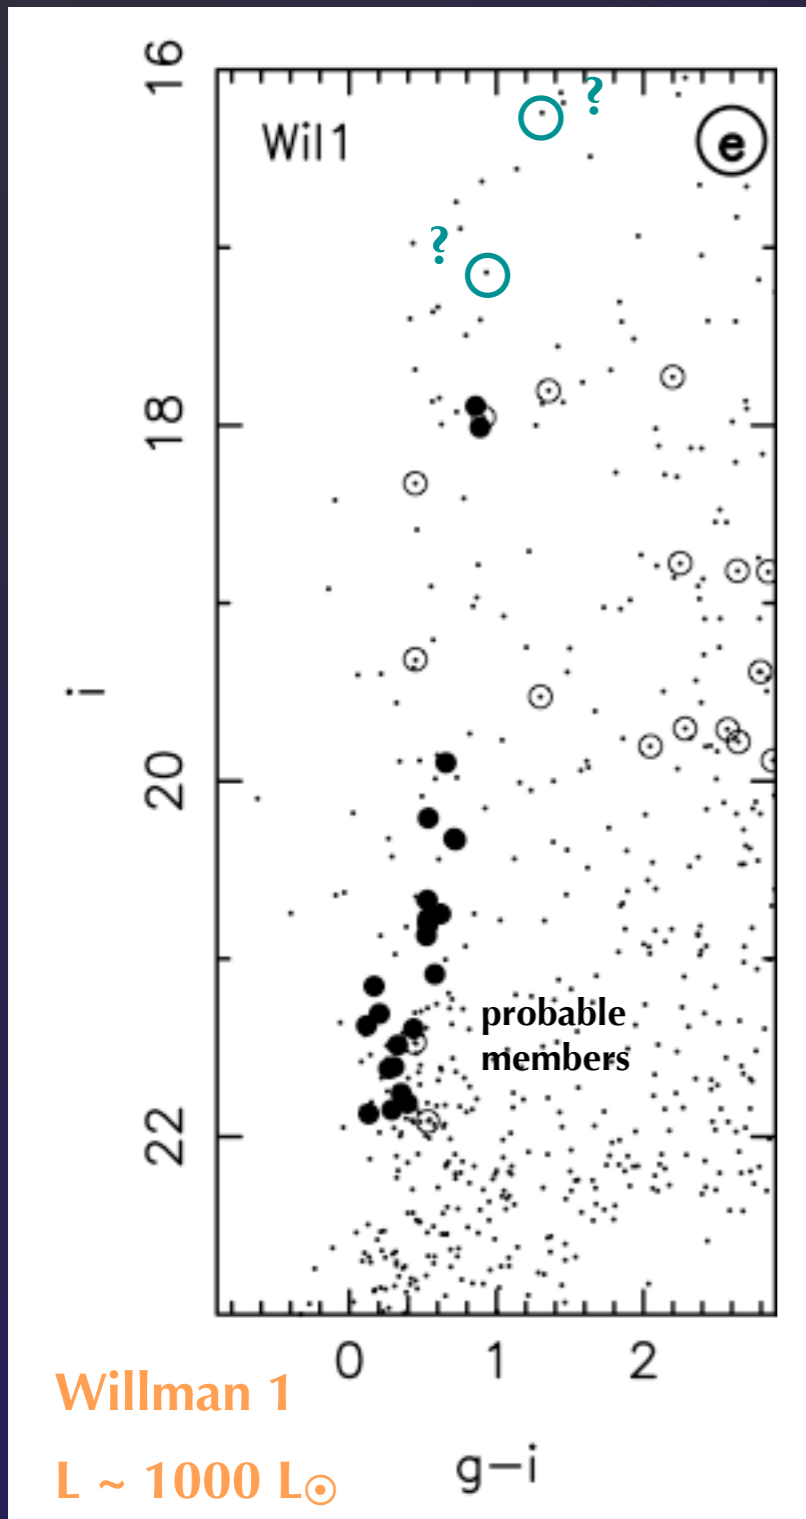 16
Wil1
?
e
?
18
i
20
probable
members
22
0 1 2
Willman 1
g-i
L ~ 1000 L☉